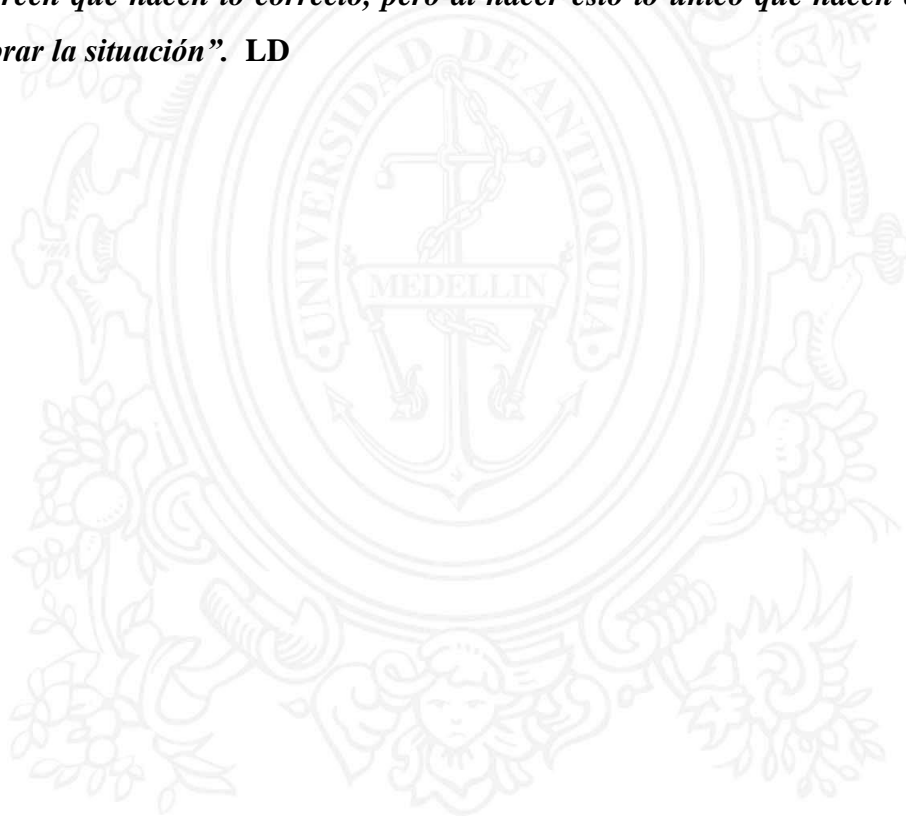 reen que hacen lo correcto, pero al hacer esto lo único que hacen
orar la situación”. LD
UNIVERSIDAD DE ANTIOQUIA
MEDELLIN